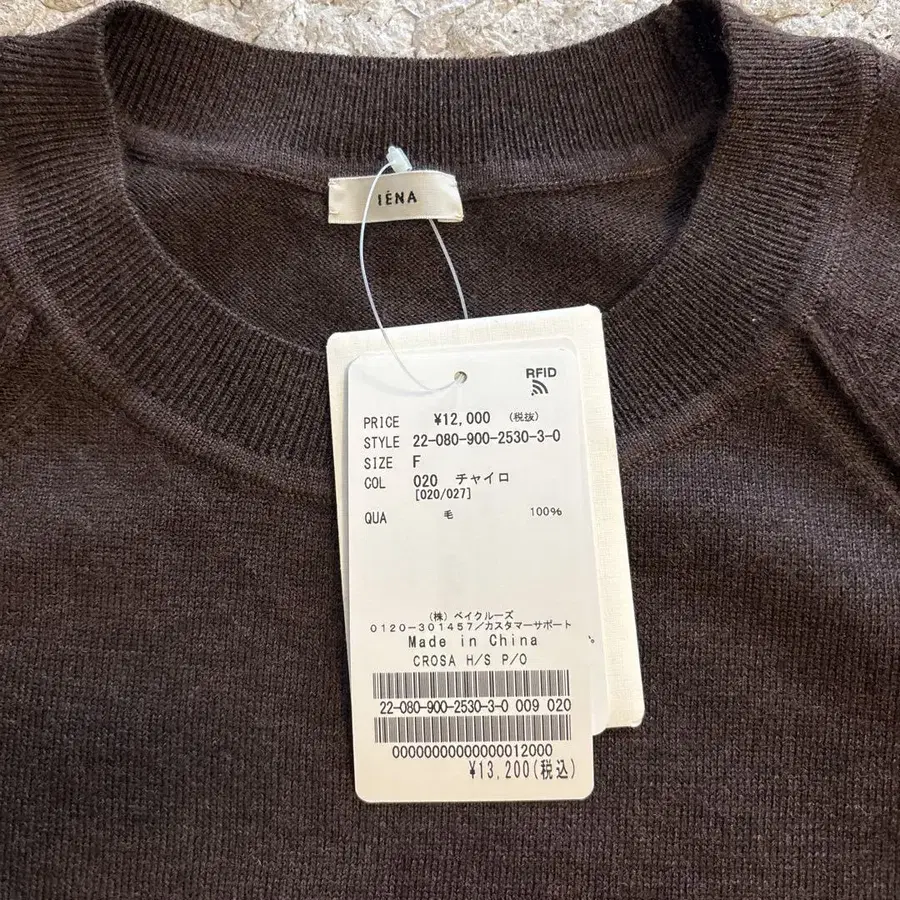 IÉNA
RFID
PRICE ¥12,000 (税抜)
STYLE 22-080-900-2530-3-0
SIZE F
COL 020 チャイロ
[020/027]
QUA 毛 100%
(株) ベイクルーズ
0120-301457/カスタマーサポート
Made in China
CROSA H/S P/O
22-080-900-2530-3-0 009 020
00000000000000012000
¥13,200(税込)